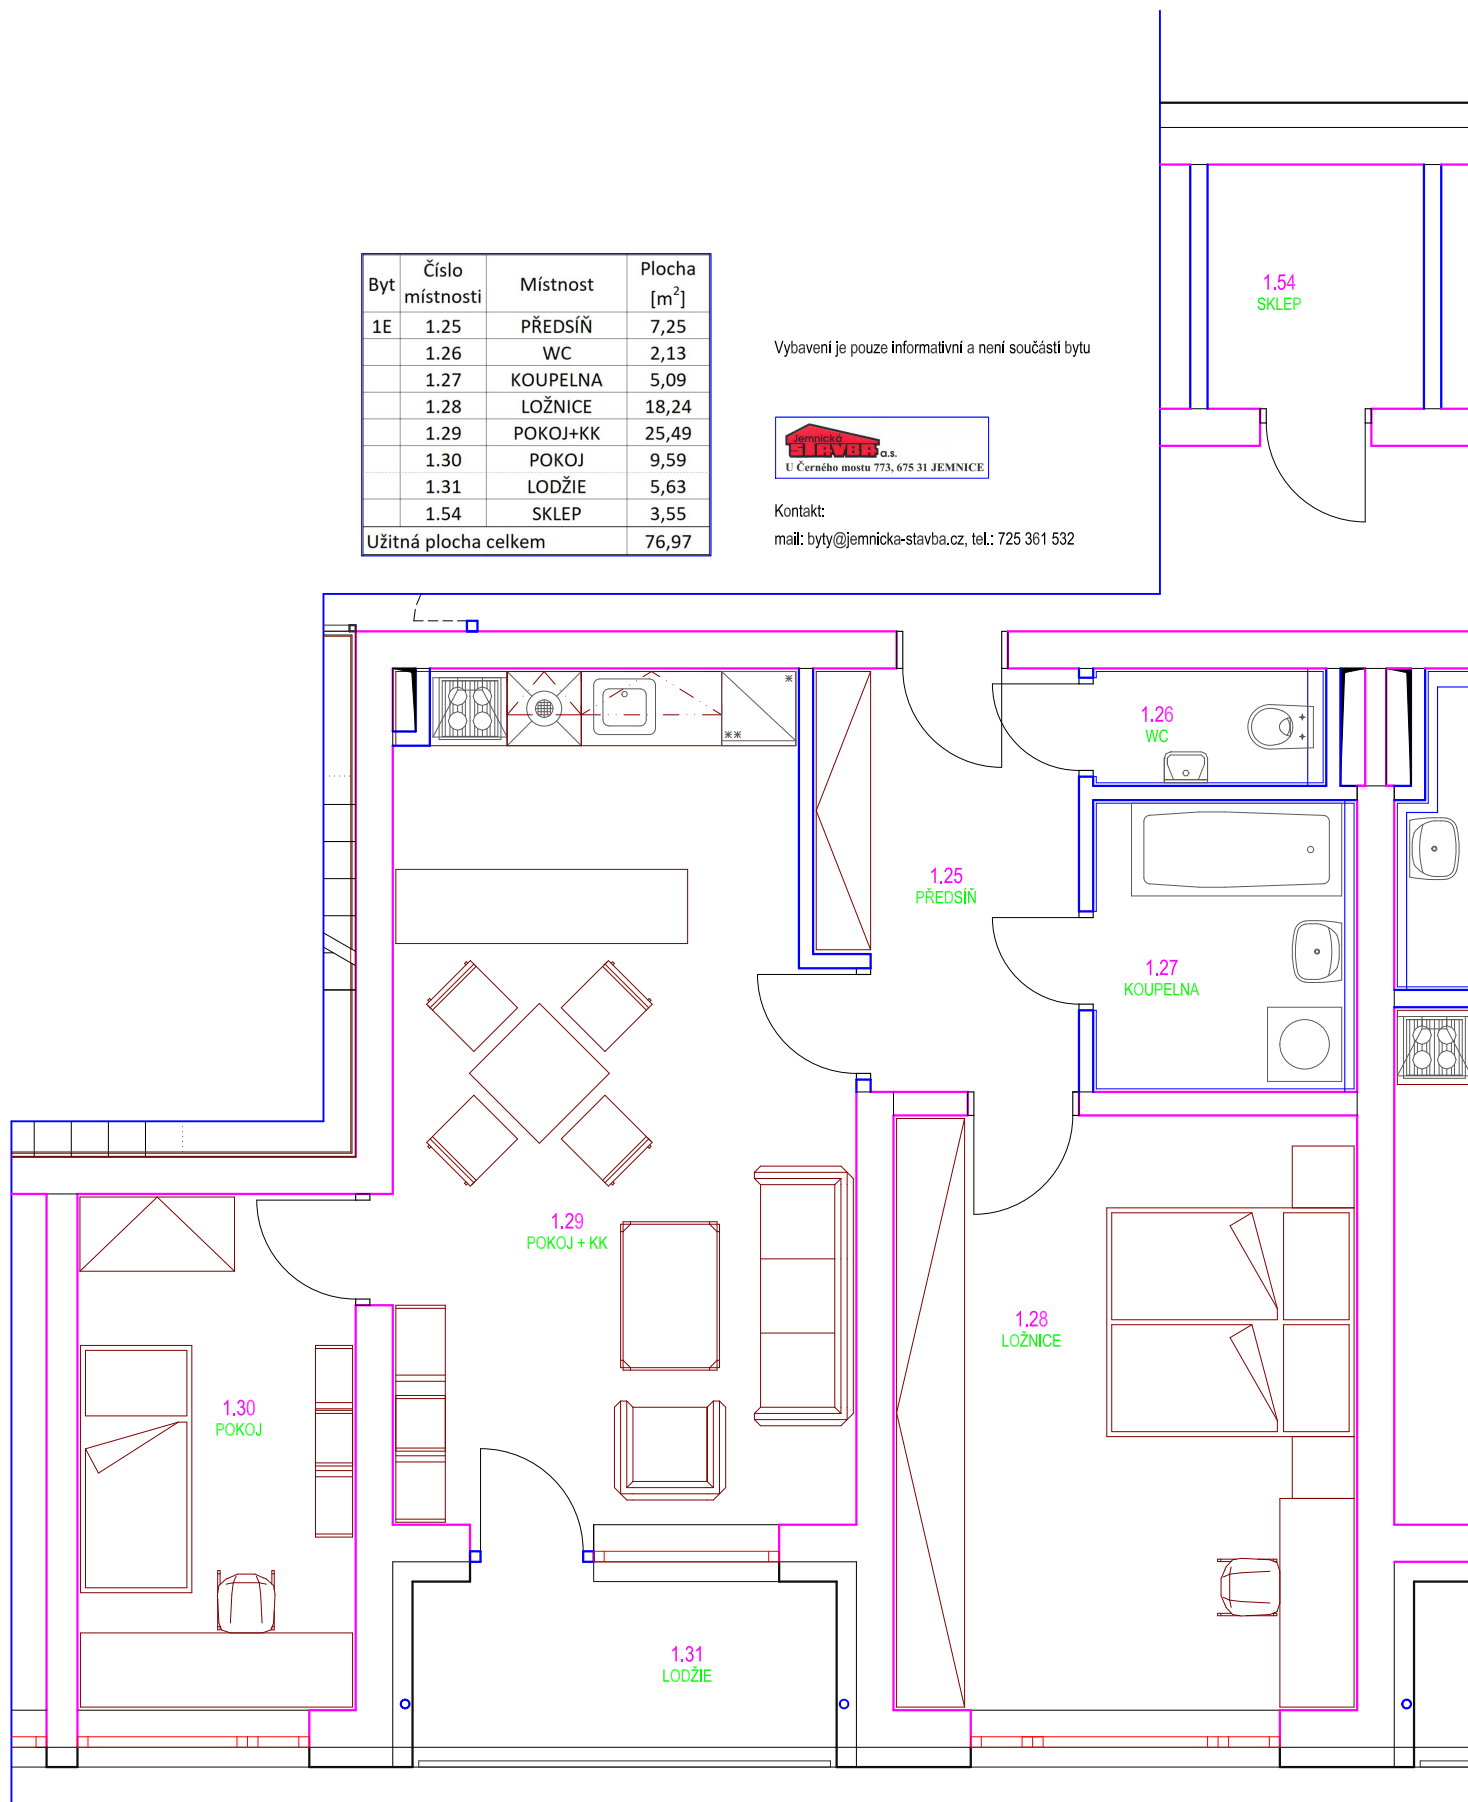 Byt Číslo místnosti Místnost Plocha [m²]
1E 1.25 PŘEDSÍŇ 7,25
1.26 WC 2,13
1.27 KOUPELNA 5,09
1.28 LOŽNICE 18,24
1.29 POKOJ+KK 25,49
1.30 POKOJ 9,59
1.31 LODŽIE 5,63
1.54 SKLEP 3,55
Užitná plocha celkem 76,97
Vybavení je pouze informativní a není součástí bytu
Jemnická
STAVBA a.s.
U Černého mostu 773, 675 31 JEMNICE
Kontakt:
mail: byty@jemnicka-stavba.cz, tel.: 725 361 532
1.54
SKLEP
1.26
WC
1.25
PŘEDSÍŇ
1.27
KOUPELNA
1.29
POKOJ + KK
1.28
LOŽNICE
1.30
POKOJ
1.31
LODŽIE